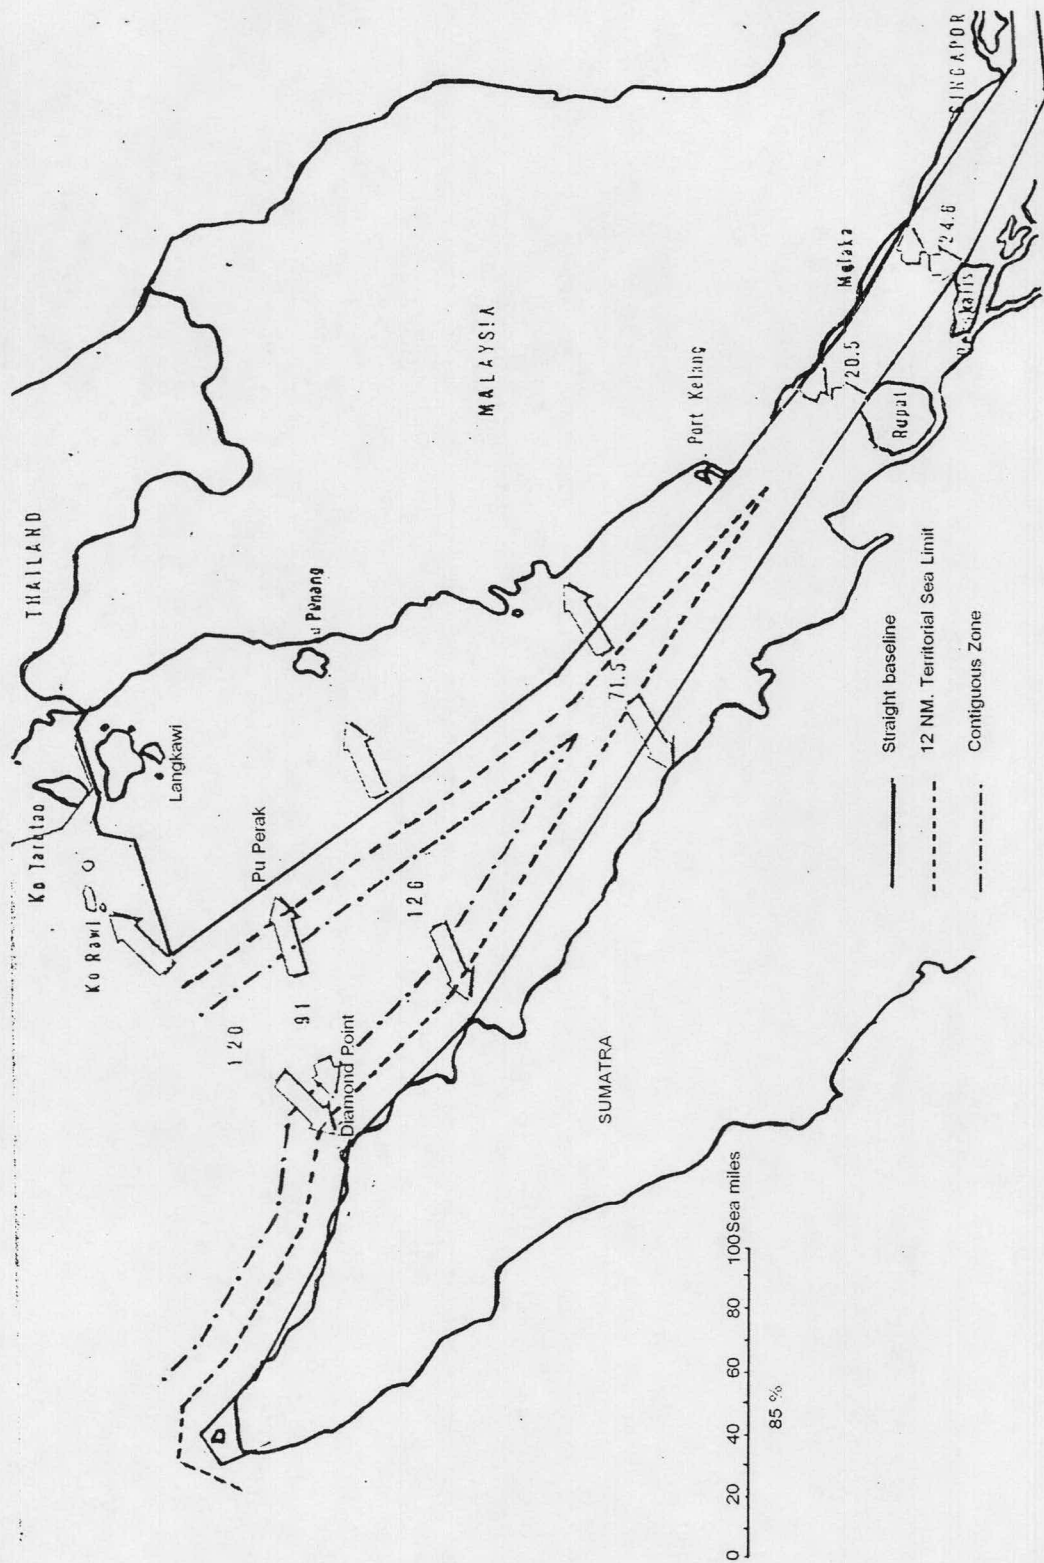 THAILAND
MALAYSIA
SINGAPOR
Ko Tarutao
Ko Rawi
Langkawi
Pu Perak
u Penang
Port Kelang
Melaka
24.6
20.5
Rupat
71.5
120
91
126
Diamond Point
SUMATRA
Straight baseline
12 NM. Territorial Sea Limit
Contiguous Zone
0 20 40 60 80 100 Sea miles
85 %